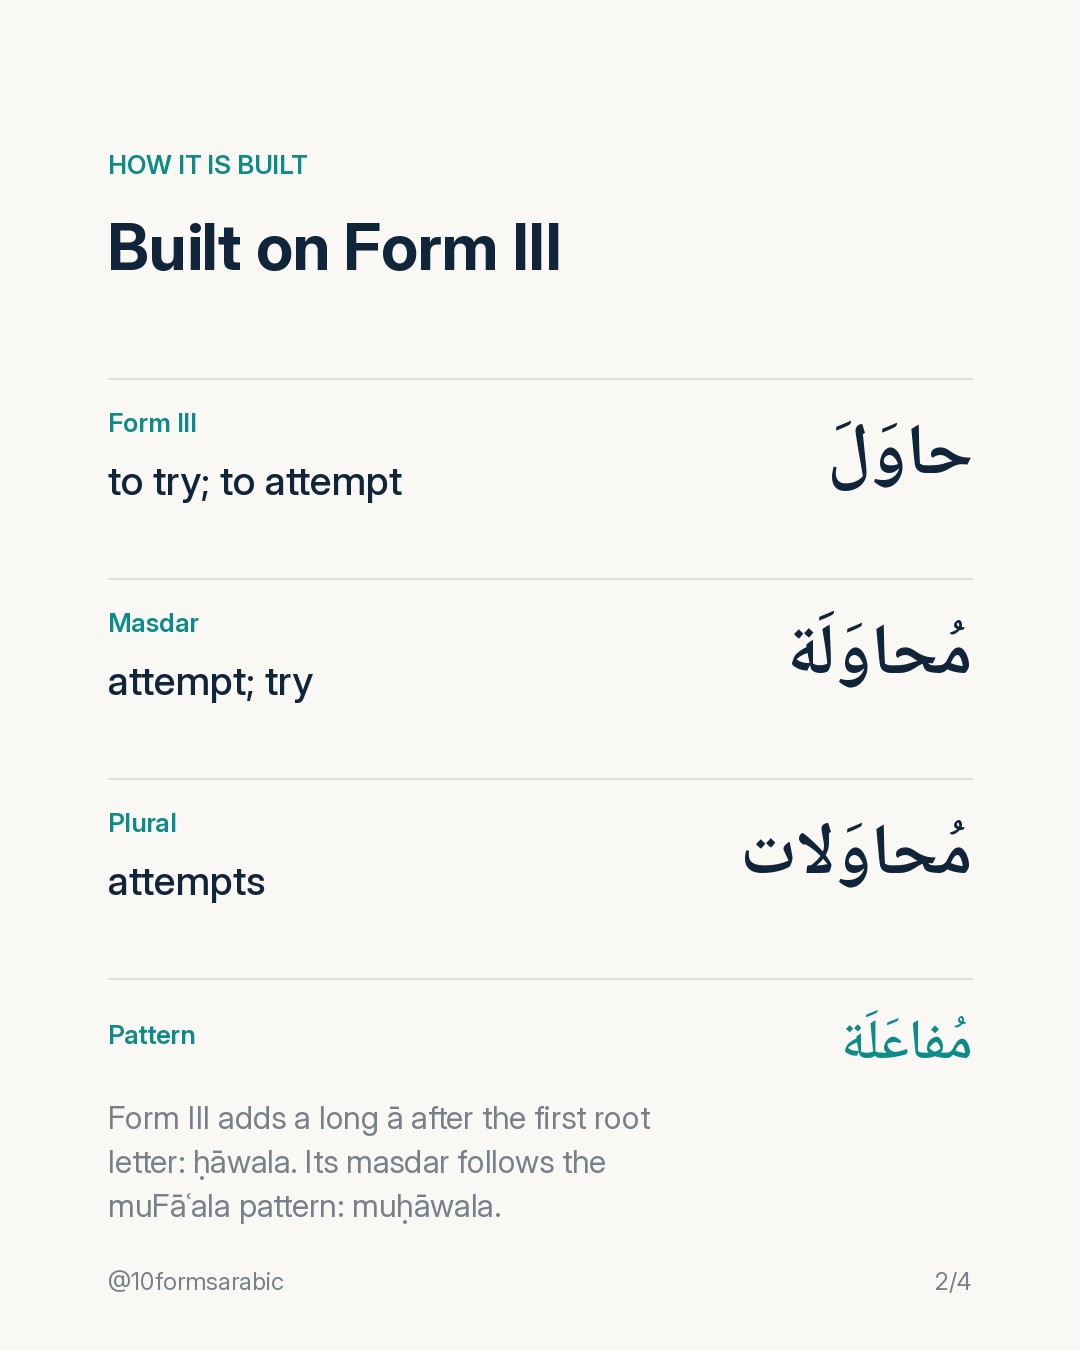 HOW IT IS BUILT
Built on Form III
Form III
to try; to attempt
حاوَلَ
Masdar
attempt; try
مُحاوَلَة
Plural
attempts
مُحاوَلات
Pattern
مُفاعَلَة
Form III adds a long ā after the first root
letter: ḥāwala. Its masdar follows the
muFāʿala pattern: muḥāwala.
@10formsarabic
2/4